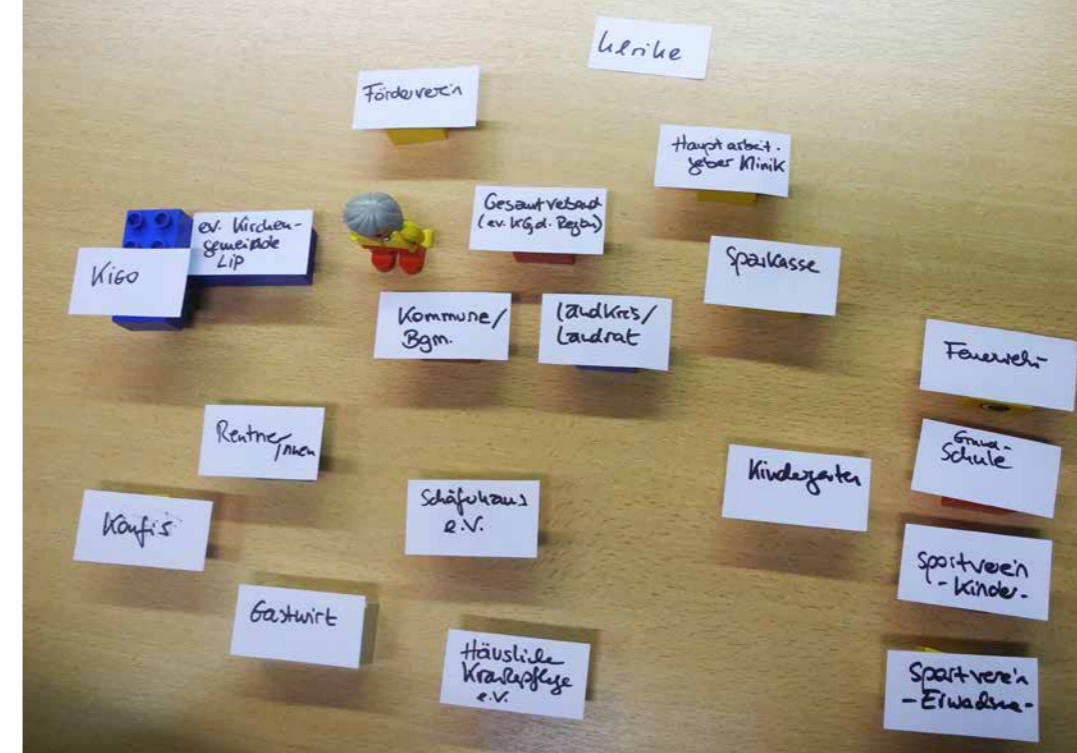 Ulrike
Förderverein
Hauptarbeit-
geber Klinik
Gesamtverband
(ev. KG d. Region)
ev. Kirchen-
gemeinde
LIP
KIGO
Sparkasse
Kommune/
Bgm.
Landkreis/
Landrat
Feuerwehr
Rentner/
innen
Grund-
Schule
Kindergarten
Konfis
Schäferhaus
e.V.
Sportverein
- Kinder -
Gastwirt
Häusliche
Krankenpflege
e.V.
Sportverein
- Erwachsene -